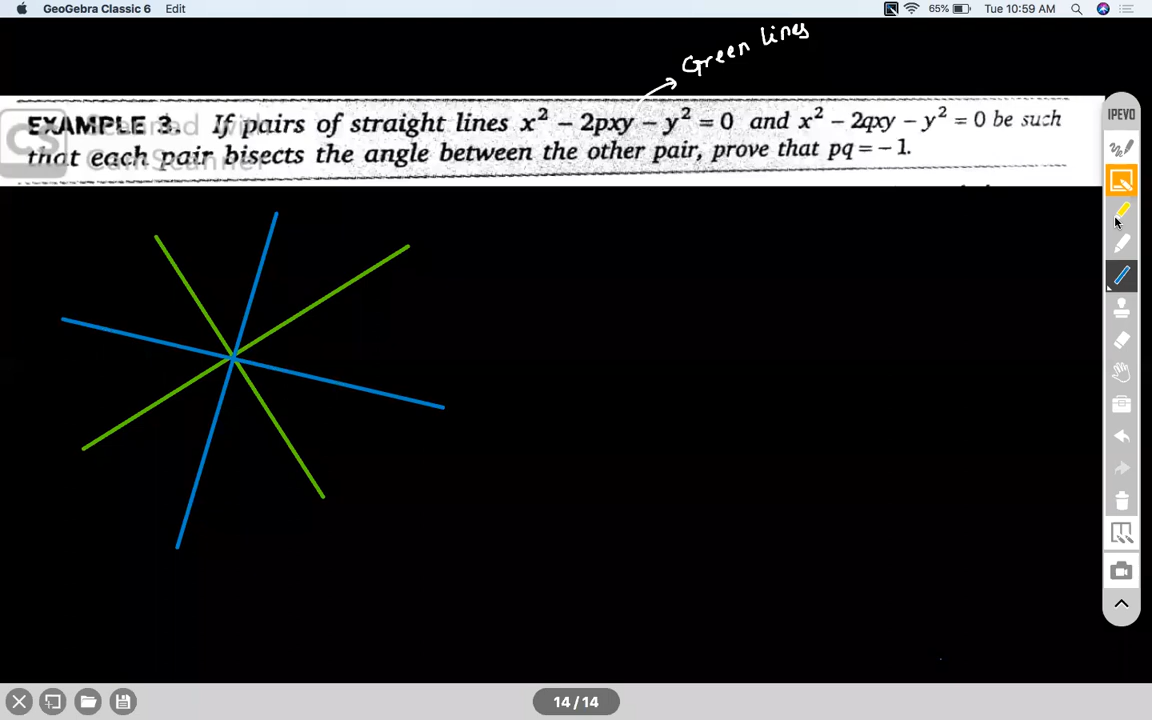 GeoGebra Classic 6 Edit 65% Tue 10:59 AM
Green lines
EXAMPLE 3. If pairs of straight lines x² – 2pxy – y² = 0 and x² – 2qxy – y² = 0 be such
that each pair bisects the angle between the other pair, prove that pq = – 1.
CS
IPEVO
14 / 14